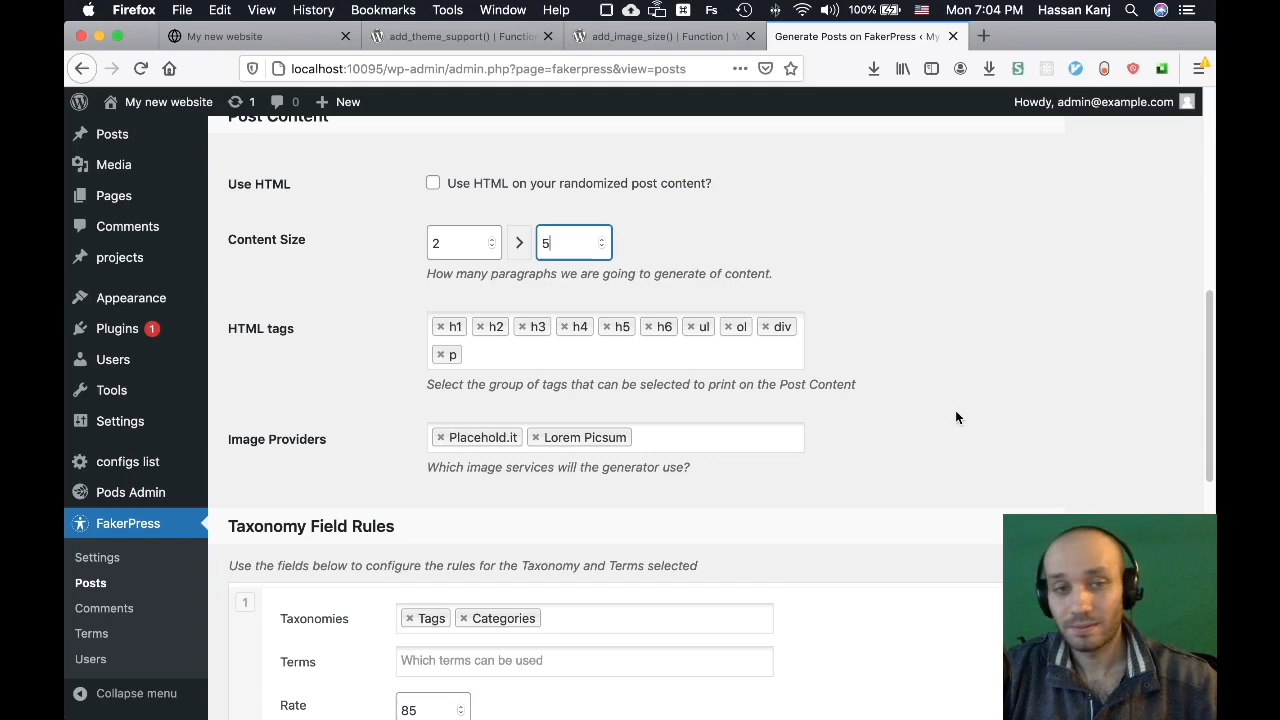 Firefox File Edit View History Bookmarks Tools Window Help Fs 100% Mon 7:04 PM Hassan Kanj
My new website add_theme_support() | Function add_image_size() | Function | W Generate Posts on FakerPress ‹ My
localhost:10095/wp-admin/admin.php?page=fakerpress&view=posts
My new website 1 0 New Howdy, admin@example.com
Post Content
Posts
Media
Pages
Comments
projects
Appearance
Plugins 1
Users
Tools
Settings
configs list
Pods Admin
FakerPress
Settings
Posts
Comments
Terms
Users
Collapse menu
Use HTML Use HTML on your randomized post content?
Content Size 2 5
How many paragraphs we are going to generate of content.
HTML tags h1 h2 h3 h4 h5 h6 ul ol div
p
Select the group of tags that can be selected to print on the Post Content
Image Providers Placehold.it Lorem Picsum
Which image services will the generator use?
Taxonomy Field Rules
Use the fields below to configure the rules for the Taxonomy and Terms selected
1
Taxonomies Tags Categories
Terms Which terms can be used
Rate 85